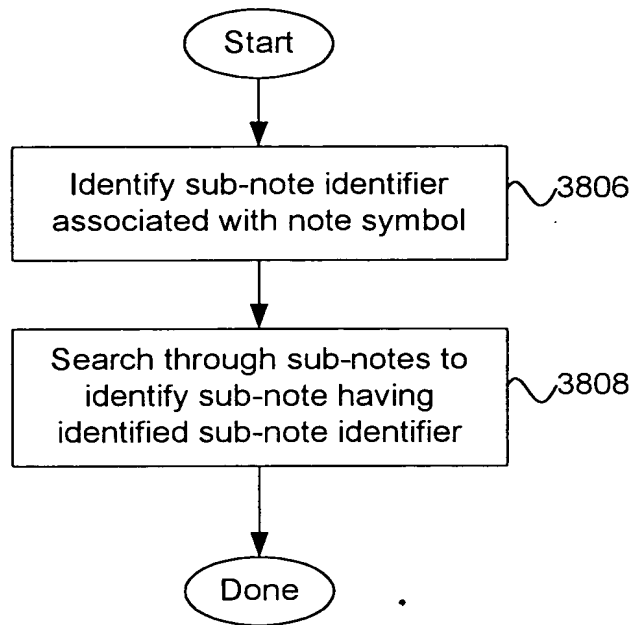 Start
Identify sub-note identifier
associated with note symbol
3806
Search through sub-notes to
identify sub-note having
identified sub-note identifier
3808
Done